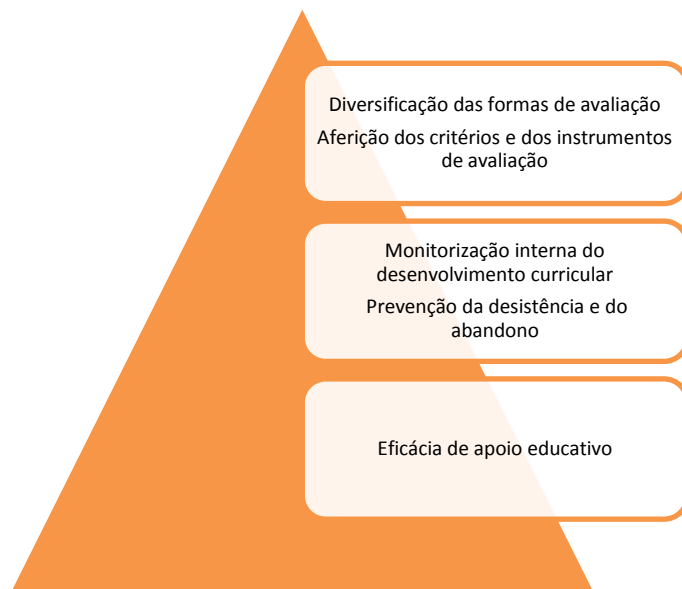 Diversificação das formas de avaliação
Aferição dos critérios e dos instrumentos
de avaliação
Monitorização interna do
desenvolvimento curricular
Prevenção da desistência e do
abandono
Eficácia de apoio educativo